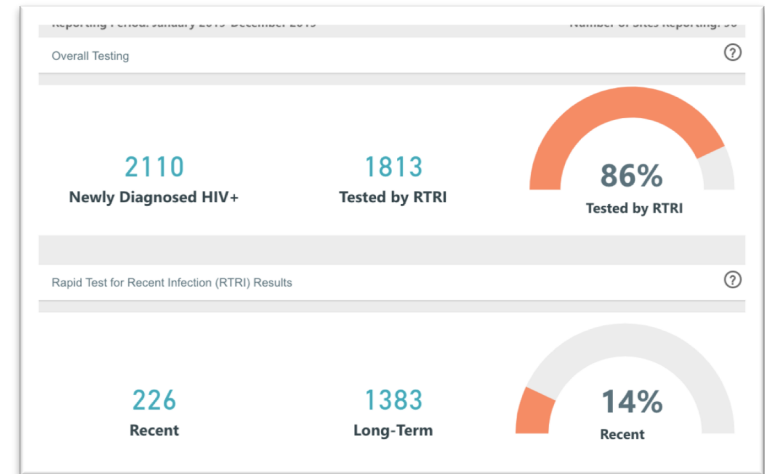 Overall Testing
2110
Newly Diagnosed HIV+
1813
Tested by RTRI
86%
Tested by RTRI
Rapid Test for Recent Infection (RTRI) Results
226
Recent
1383
Long-Term
14%
Recent